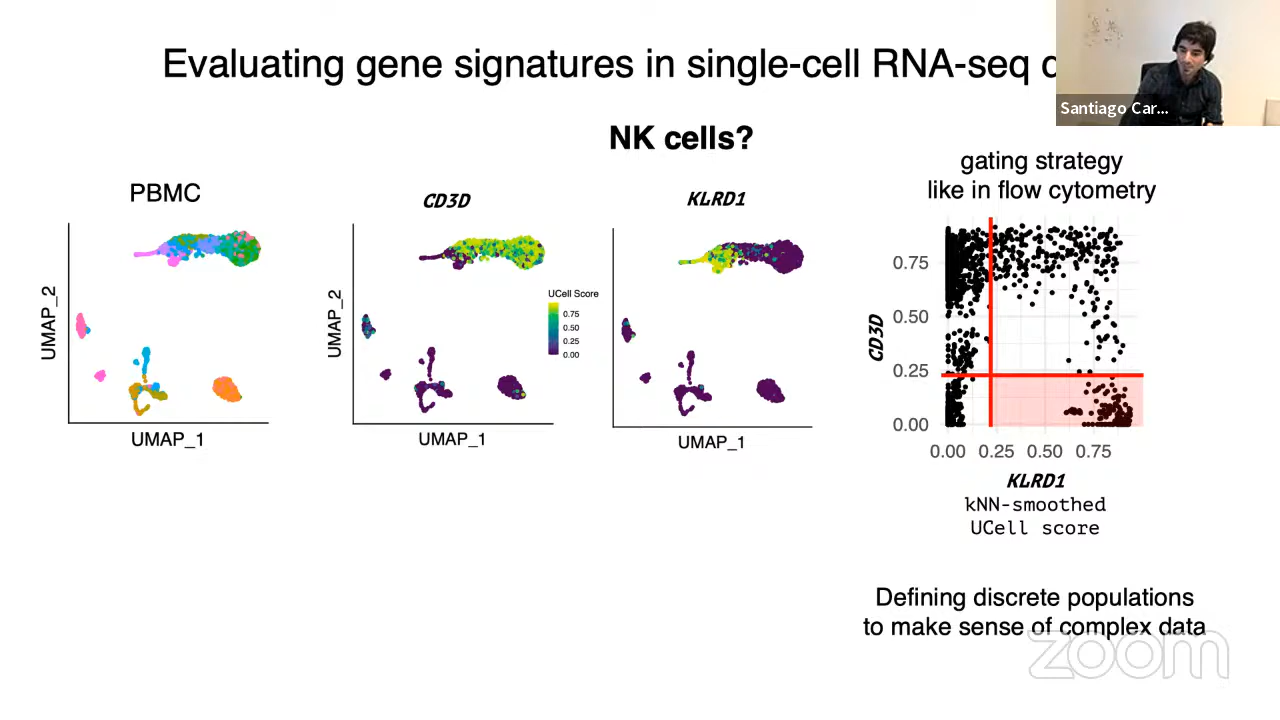 Evaluating gene signatures in single-cell RNA-seq
Santiago Car...
NK cells?
gating strategy
like in flow cytometry
PBMC
CD3D
KLRD1
UMAP_2
UMAP_1
UMAP_2
UMAP_1
UCell Score
0.75
0.50
0.25
0.00
UMAP_1
CD3D
0.75
0.50
0.25
0.00
0.00 0.25 0.50 0.75
KLRD1
kNN-smoothed
UCell score
Defining discrete populations
to make sense of complex data
zoom